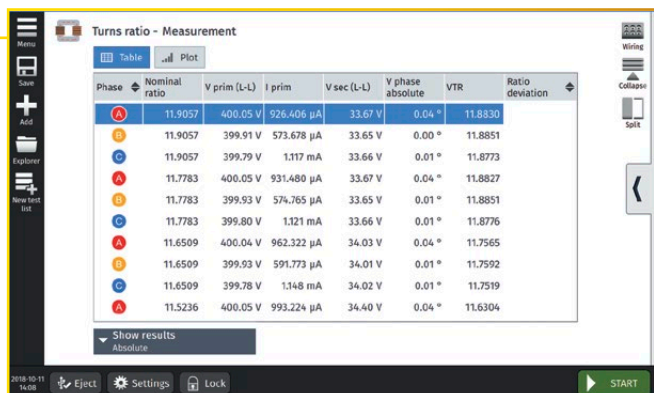 Menu
Save
Add
Explorer
New test list
Turns ratio - Measurement
Table Plot
Phase Nominal ratio V prim (L-L) I prim V sec (L-L) V phase absolute VTR Ratio deviation
A 11.9057 400.05 V 926.406 µA 33.67 V 0.04 ° 11.8830
B 11.9057 399.91 V 573.678 µA 33.65 V 0.00 ° 11.8851
C 11.9057 399.79 V 1.117 mA 33.66 V 0.01 ° 11.8773
A 11.7783 400.05 V 931.480 µA 33.67 V 0.04 ° 11.8827
B 11.7783 399.93 V 574.765 µA 33.65 V 0.01 ° 11.8851
C 11.7783 399.80 V 1.121 mA 33.66 V 0.01 ° 11.8776
A 11.6509 400.04 V 962.322 µA 34.03 V 0.04 ° 11.7565
B 11.6509 399.93 V 591.773 µA 34.01 V 0.01 ° 11.7592
C 11.6509 399.78 V 1.148 mA 34.02 V 0.01 ° 11.7519
A 11.5236 400.05 V 993.224 µA 34.40 V 0.04 ° 11.6304
Show results
Absolute
Wiring
Collapse
Split
2018-10-11
14:08
Eject Settings Lock START